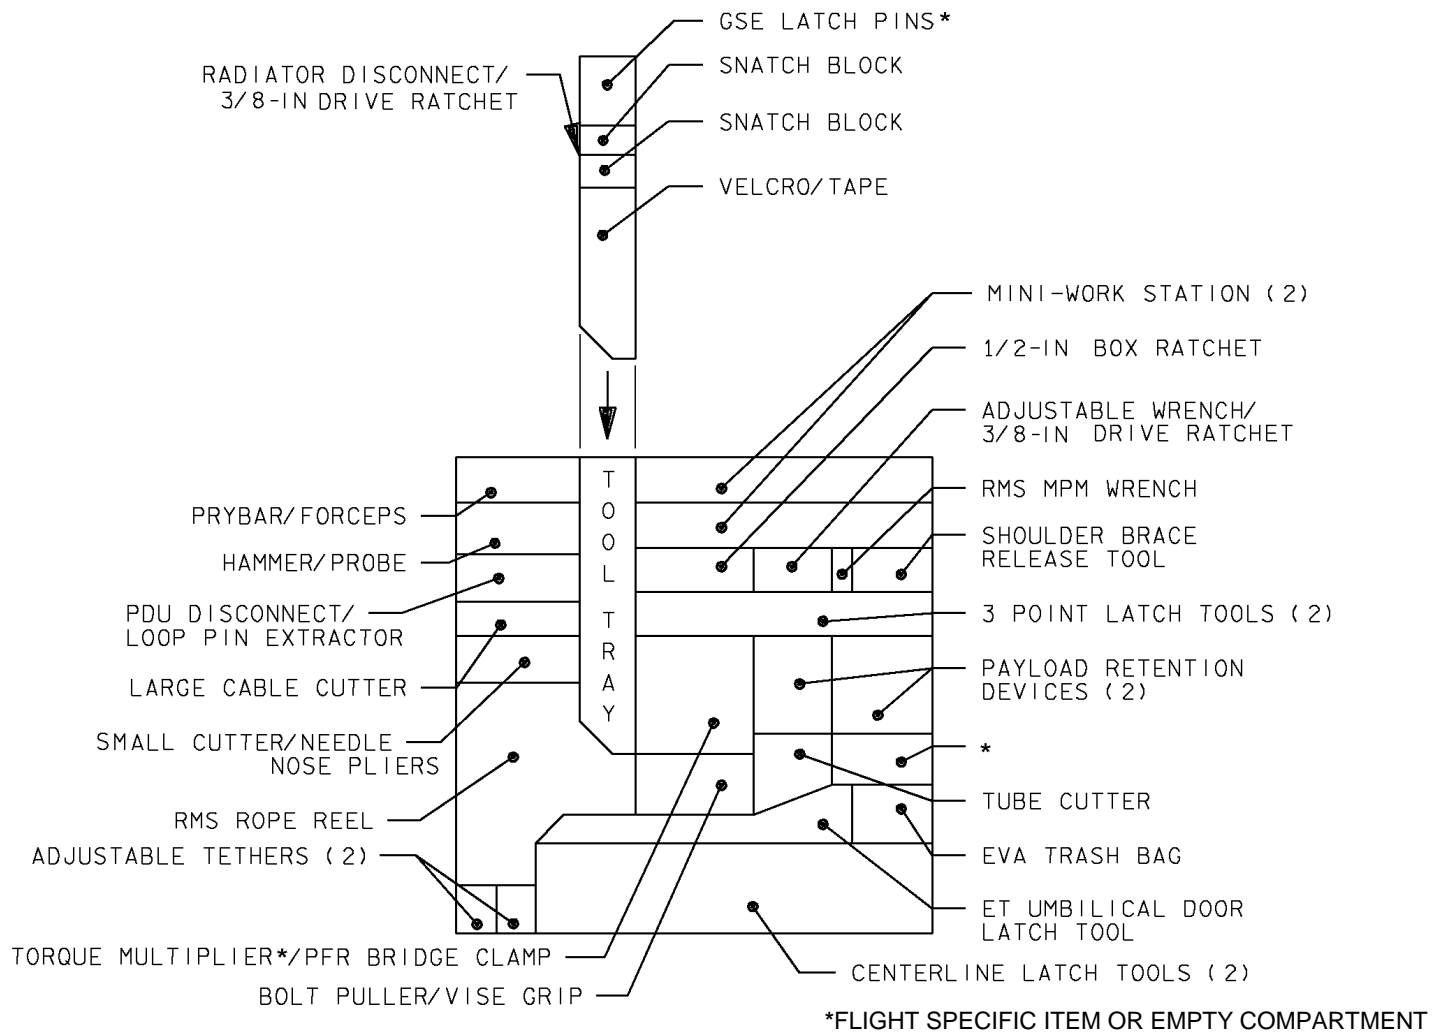 GSE LATCH PINS*
RADIATOR DISCONNECT/
3/8-IN DRIVE RATCHET
SNATCH BLOCK
SNATCH BLOCK
VELCRO/TAPE
MINI-WORK STATION (2)
1/2-IN BOX RATCHET
ADJUSTABLE WRENCH/
3/8-IN DRIVE RATCHET
RMS MPM WRENCH
SHOULDER BRACE
RELEASE TOOL
3 POINT LATCH TOOLS (2)
PAYLOAD RETENTION
DEVICES (2)
*
TUBE CUTTER
EVA TRASH BAG
ET UMBILICAL DOOR
LATCH TOOL
CENTERLINE LATCH TOOLS (2)
TOOL TRAY
PRYBAR/FORCEPS
HAMMER/PROBE
PDU DISCONNECT/
LOOP PIN EXTRACTOR
LARGE CABLE CUTTER
SMALL CUTTER/NEEDLE
NOSE PLIERS
RMS ROPE REEL
ADJUSTABLE TETHERS (2)
TORQUE MULTIPLIER*/PFR BRIDGE CLAMP
BOLT PULLER/VISE GRIP
*FLIGHT SPECIFIC ITEM OR EMPTY COMPARTMENT